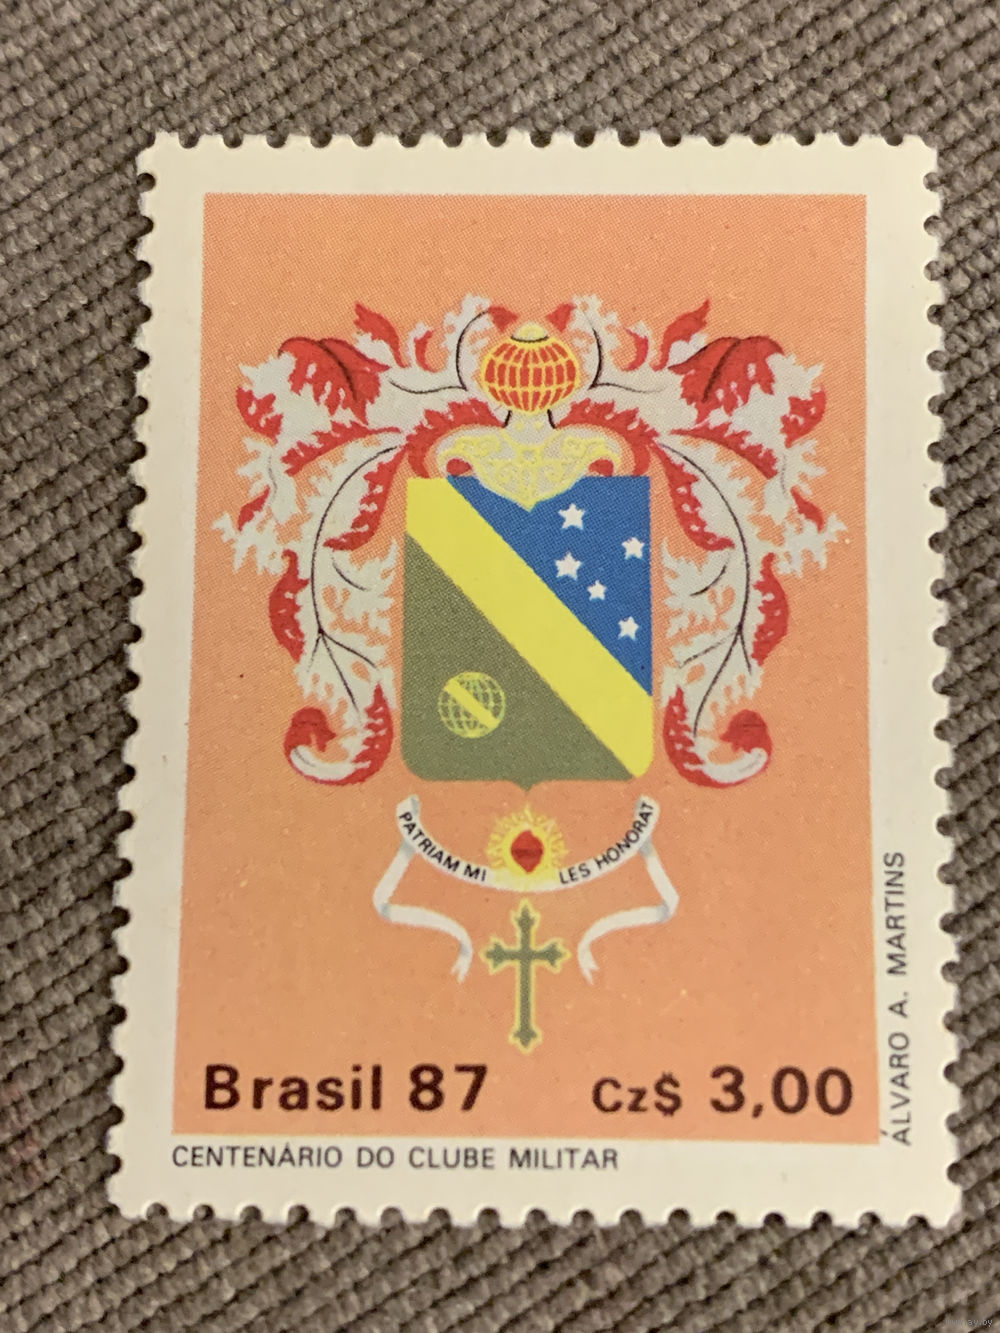 PATRIAM MI LES HONORAT
Brasil 87 Cz$ 3,00
CENTENÁRIO DO CLUBE MILITAR
ÁLVARO A. MARTINS